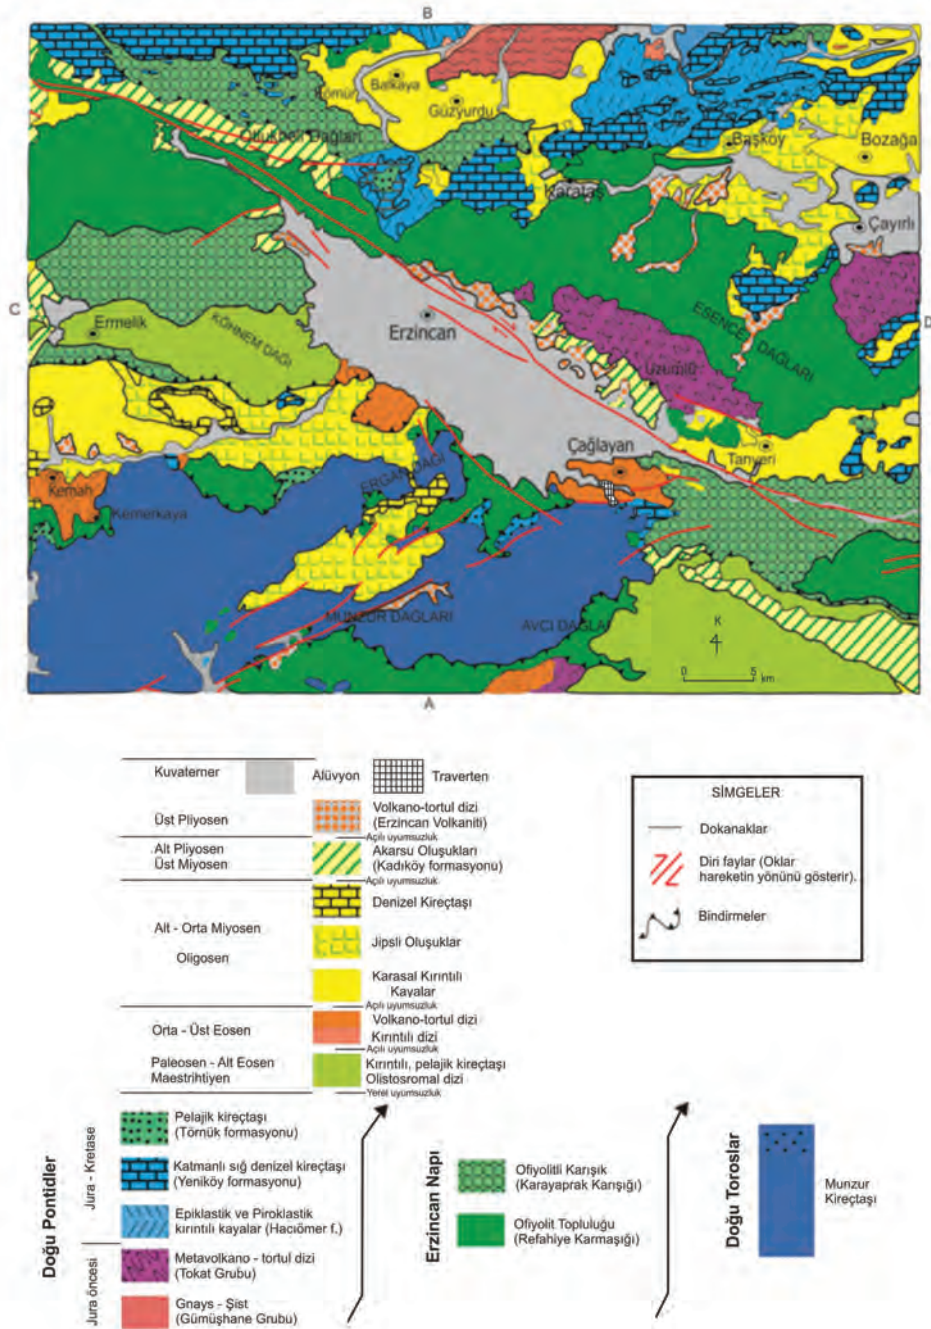 B
Kömür
Balkaya
Güzyurdu
Otlukbeli Dağları
Başköy
Bozağa
Karataş
Çayırlı
C
D
Ermelik
KÖHNEM DAĞI
Erzincan
ESENCE DAĞLARI
Üzümlü
Çağlayan
Tanyeri
ERGAN DAĞI
Kemah
Kemerkaya
MUNZUR DAĞLARI
AVCI DAĞLAR
K
0 5
km
A
Kuvaterner
Alüvyon
Traverten
Üst Pliyosen
Volkano-tortul dizi
(Erzincan Volkaniti)
Açılı uyumsuzluk
Alt Pliyosen
Üst Miyosen
Akarsu Oluşukları
(Kadıköy formasyonu)
Açılı uyumsuzluk
Denizel Kireçtaşı
Alt - Orta Miyosen
Oligosen
Jipsli Oluşuklar
Karasal Kırıntılı
Kayalar
Açılı uyumsuzluk
Orta - Üst Eosen
Volkano-tortul dizi
Kırıntılı dizi
Açılı uyumsuzluk
Paleosen - Alt Eosen
Maestrihtiyen
Kırıntılı, pelajik kireçtaşı
Olistosromal dizi
Yerel uyumsuzluk
SİMGELER
Dokanaklar
Diri faylar (Oklar
hareketin yönünü gösterir).
Bindirmeler
Doğu Pontidler
Jura - Kretase
Pelajik kireçtaşı
(Törnük formasyonu)
Katmanlı sığ denizel kireçtaşı
(Yeniköy formasyonu)
Epiklastik ve Piroklastik
kırıntılı kayalar (Hacıömer f.)
Jura öncesi
Metavolkano - tortul dizi
(Tokat Grubu)
Gnays - Şist
(Gümüşhane Grubu)
Erzincan Napı
Ofiyolitli Karışık
(Karayaprak Karışığı)
Ofiyolit Topluluğu
(Refahiye Karmaşığı)
Doğu Toroslar
Munzur
Kireçtaşı